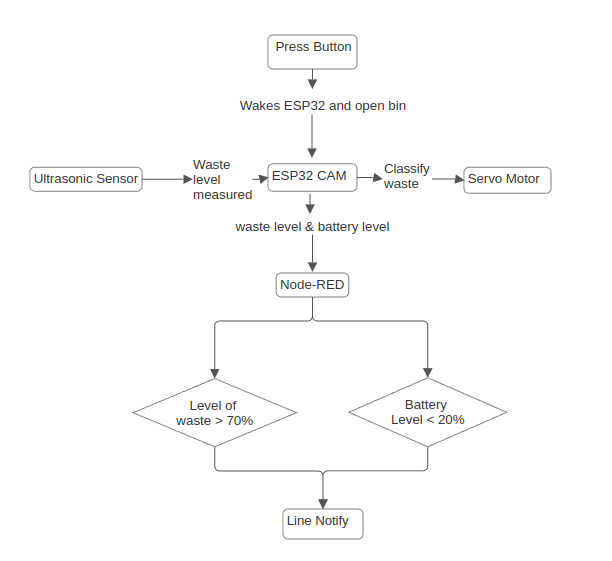 Press Button
Wakes ESP32 and open bin
Ultrasonic Sensor
Waste
level
measured
ESP32 CAM
Classify
waste
Servo Motor
waste level & battery level
Node-RED
Level of
waste > 70%
Battery
Level < 20%
Line Notify